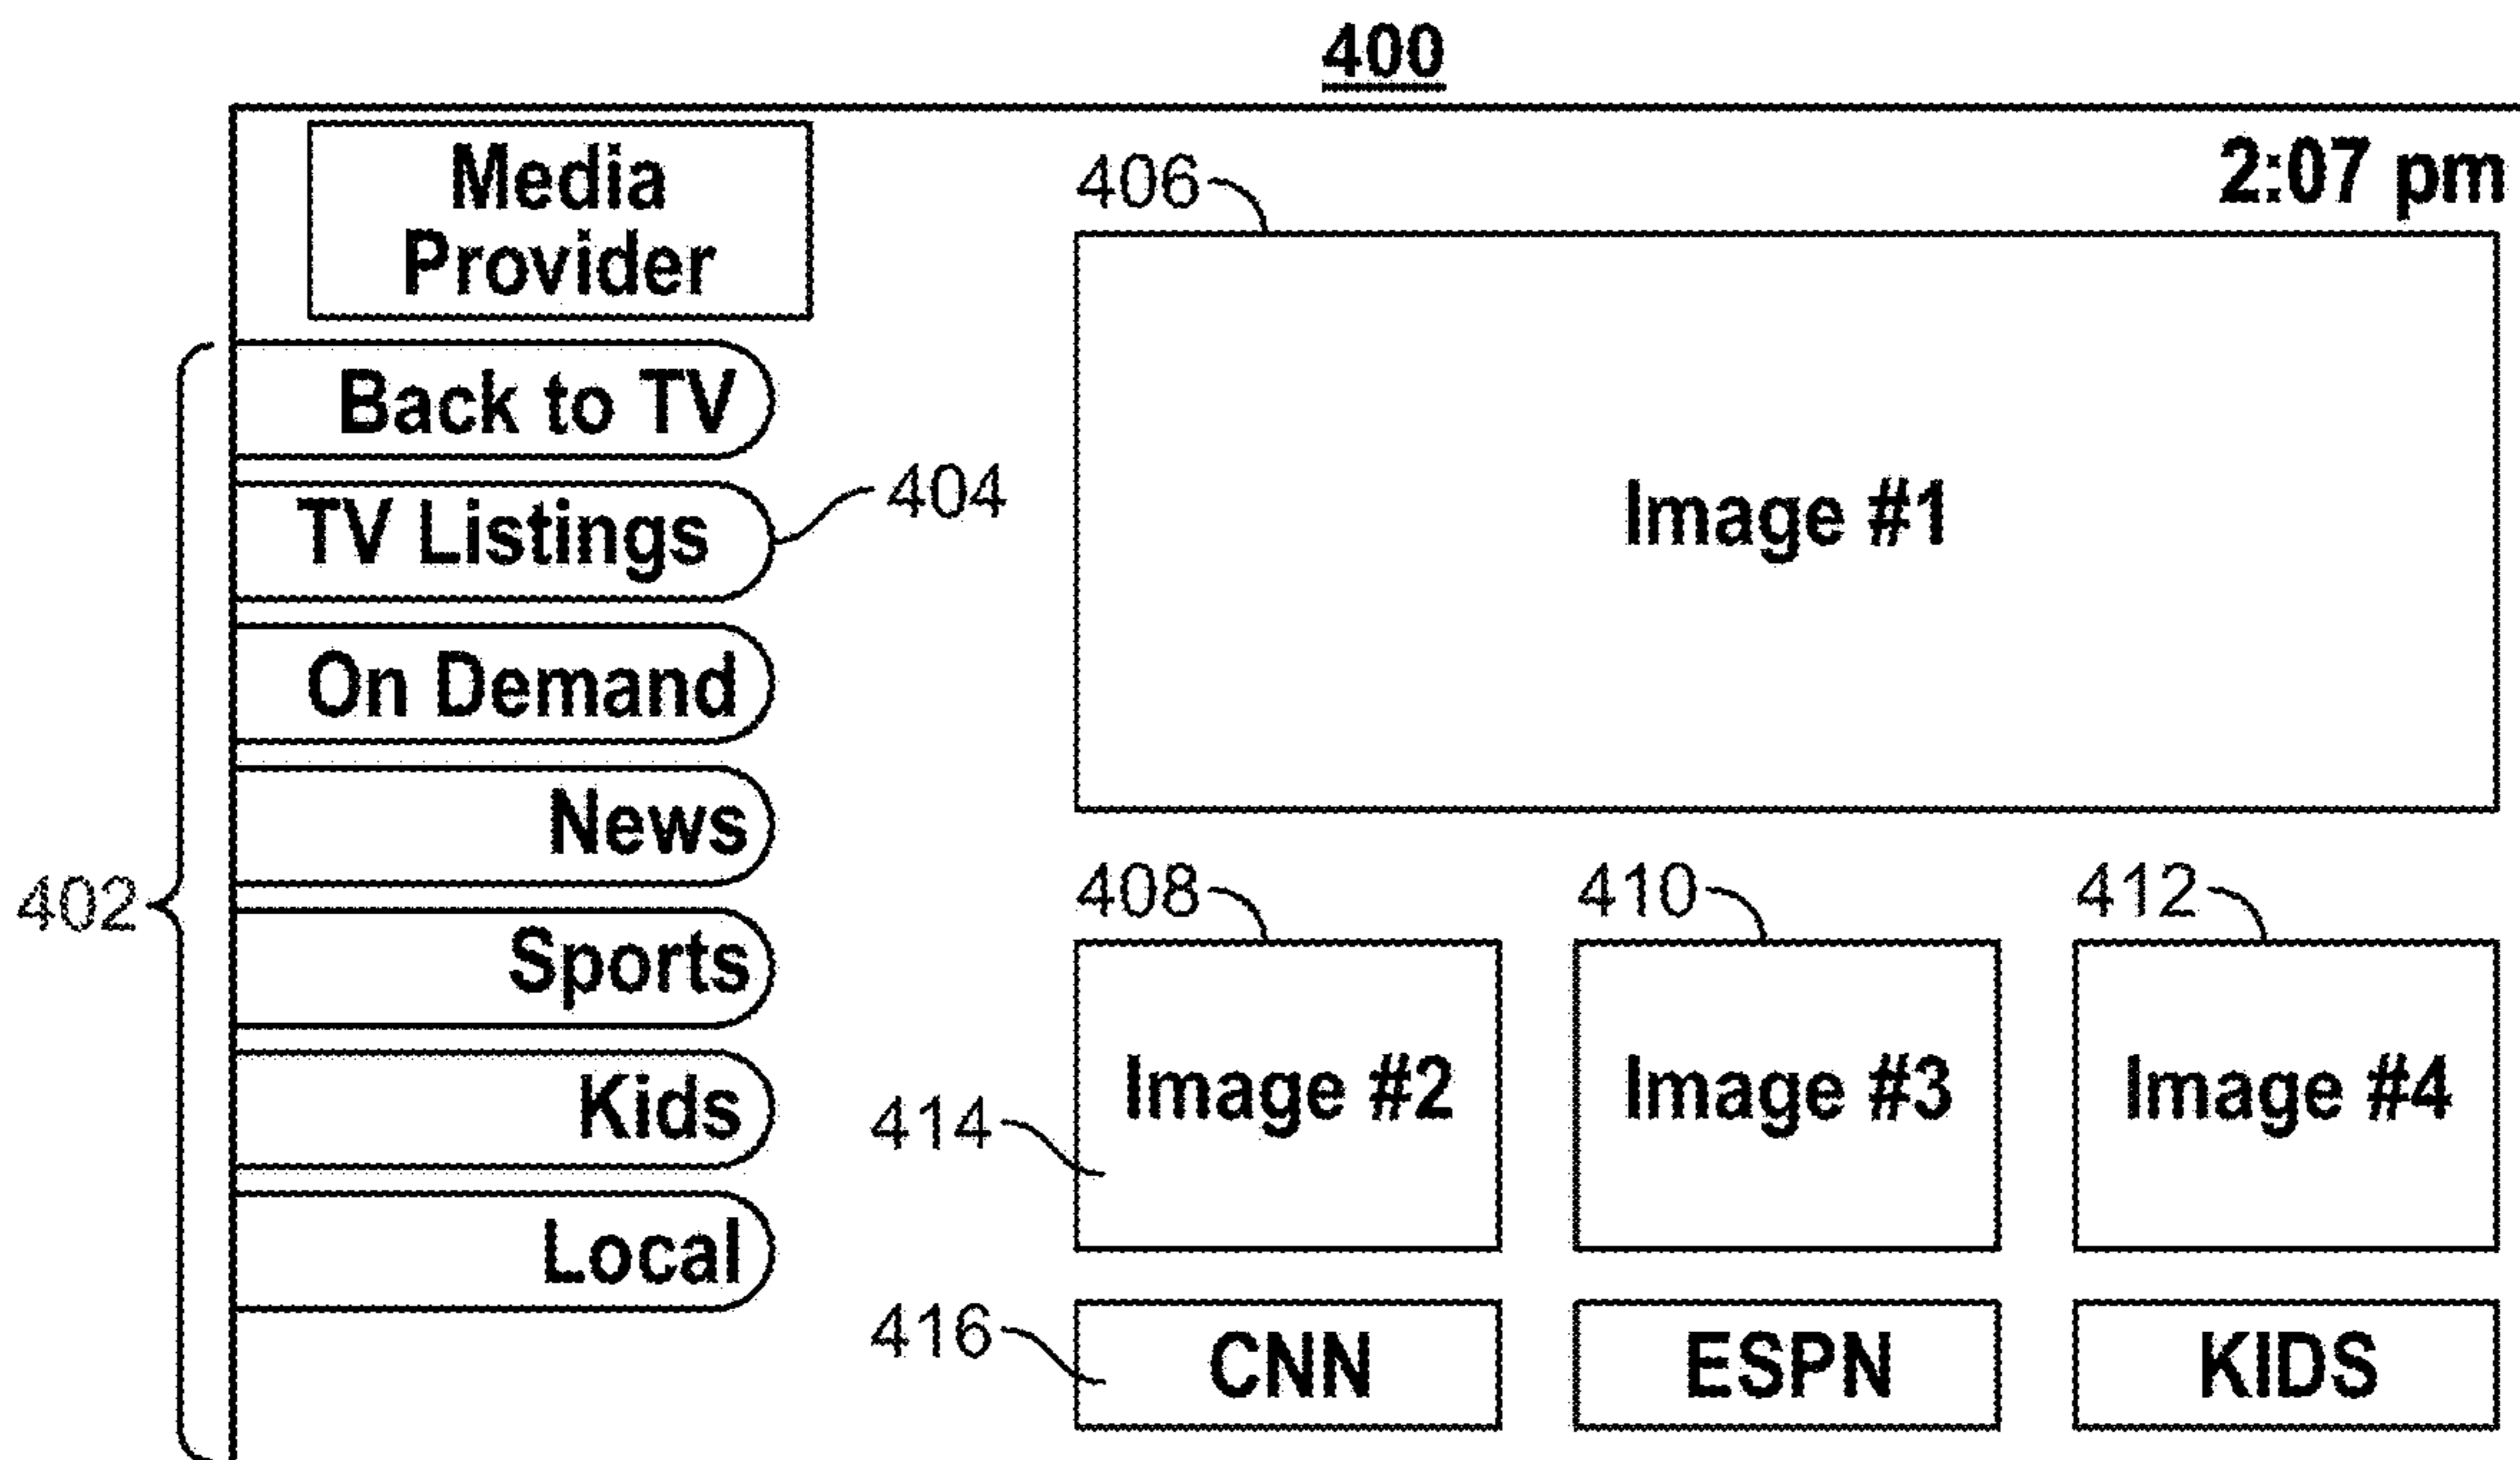 400
Media
Provider
2:07 pm
406
Back to TV
TV Listings
404
Image #1
On Demand
News
402
408
410
412
Sports
Image #2
Image #3
Image #4
Kids
414
Local
416
CNN
ESPN
KIDS